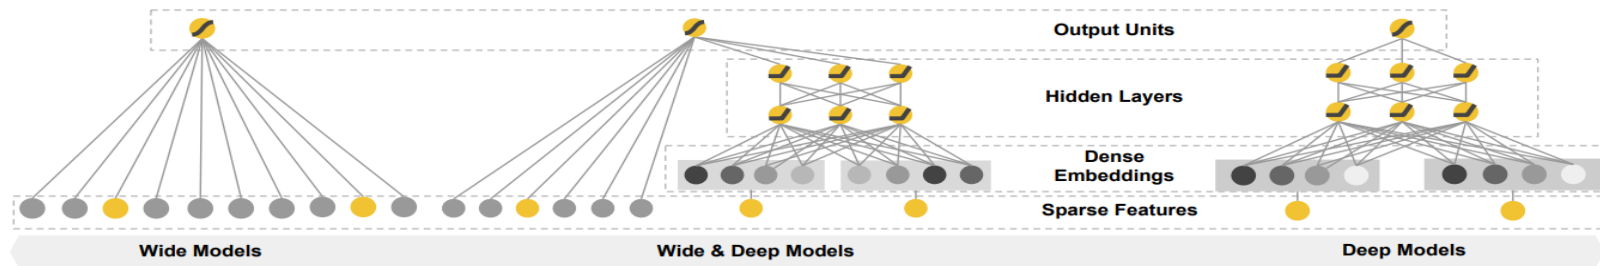 Output Units
Hidden Layers
Dense
Embeddings
Sparse Features
Wide Models
Wide & Deep Models
Deep Models